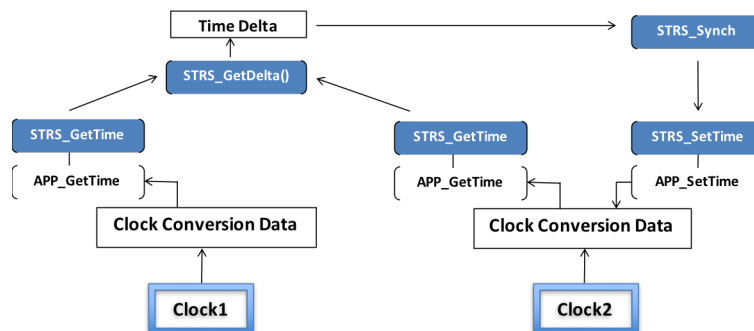 Time Delta
STRS_Synch
STRS_GetDelta()
STRS_GetTime
STRS_GetTime
STRS_SetTime
APP_GetTime
APP_GetTime
APP_SetTime
Clock Conversion Data
Clock Conversion Data
Clock1
Clock2